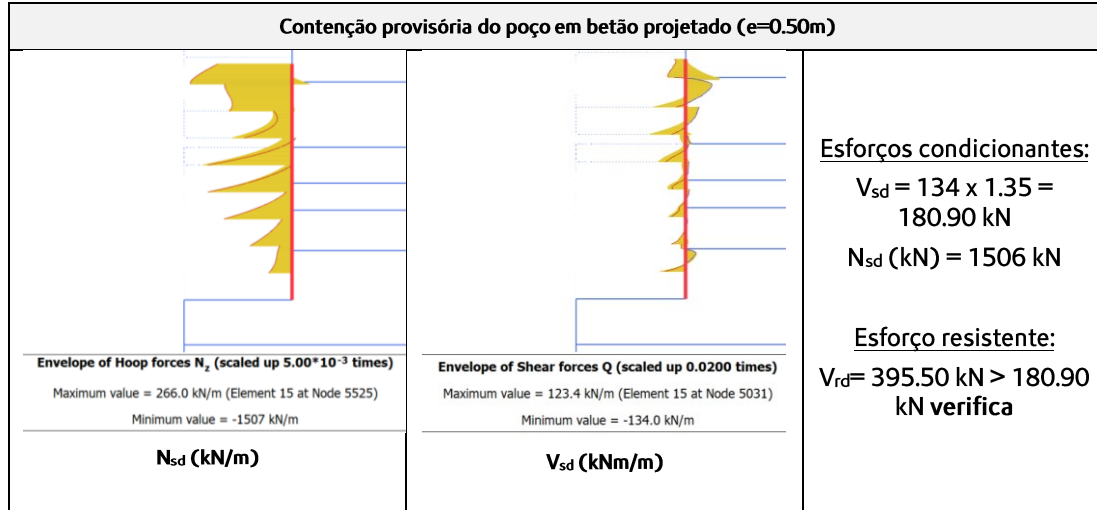 Contenção provisória do poço em betão projetado (e=0.50m)
Envelope of Hoop forces Nz (scaled up 5.00*10-3 times)
Maximum value = 266.0 kN/m (Element 15 at Node 5525)
Minimum value = -1507 kN/m
Nsd (kN/m)
Envelope of Shear forces Q (scaled up 0.0200 times)
Maximum value = 123.4 kN/m (Element 15 at Node 5031)
Minimum value = -134.0 kN/m
Vsd (kNm/m)
Esforços condicionantes:
Vsd = 134 x 1.35 =
180.90 kN
Nsd (kN) = 1506 kN
Esforço resistente:
Vrd= 395.50 kN > 180.90
kN verifica